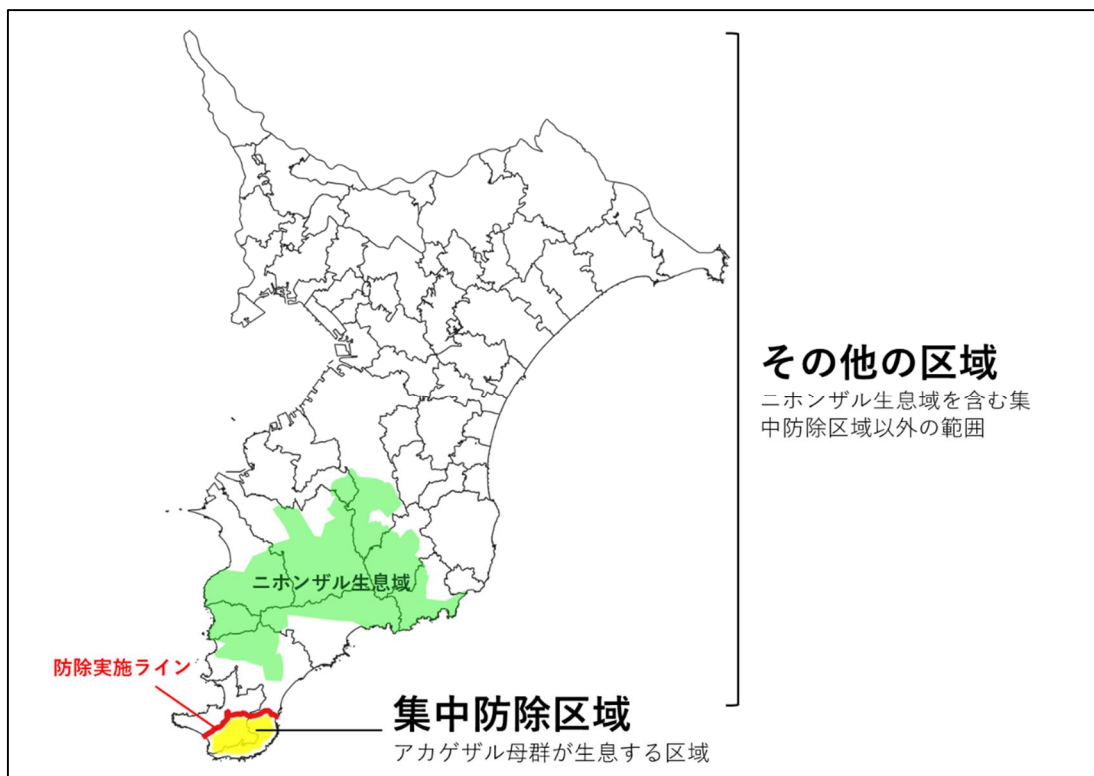 その他の区域
ニホンザル生息域を含む集
中防除区域以外の範囲
ニホンザル生息域
防除実施ライン
集中防除区域
アカゲザル母群が生息する区域